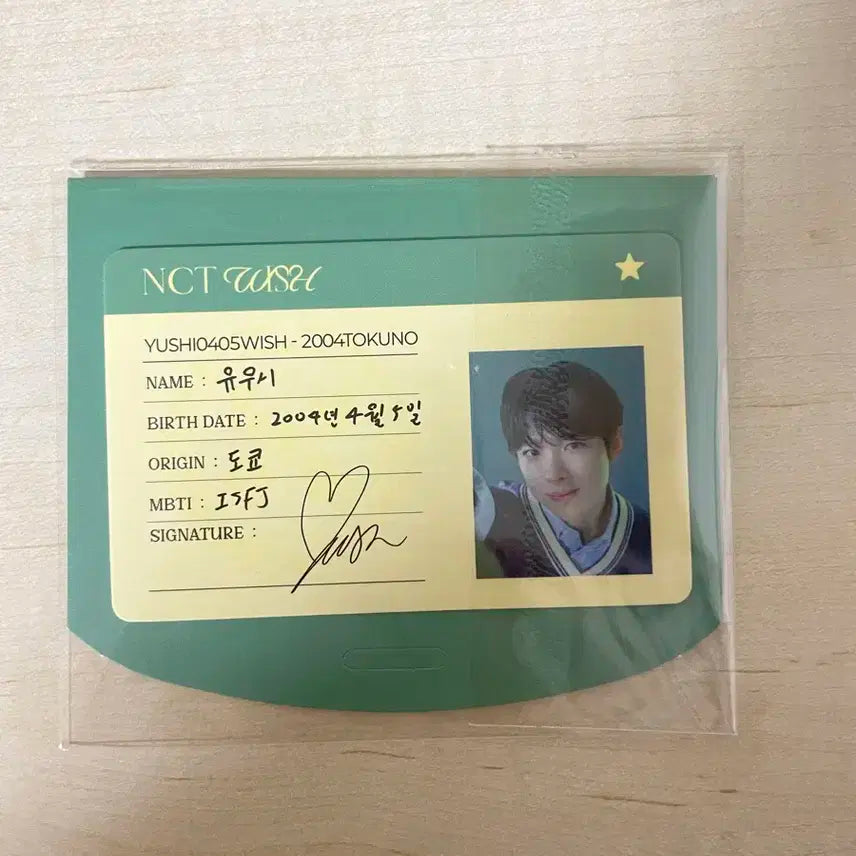 NCT WISH
YUSHI0405WISH - 2004TOKUNO
NAME : 유우시
BIRTH DATE : 2004년 4월 5일
ORIGIN : 도쿄
MBTI : ISFJ
SIGNATURE :
Yush